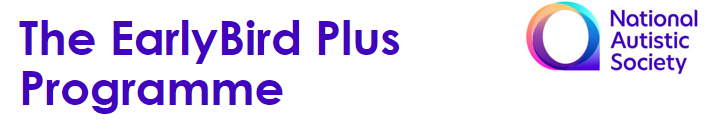 The EarlyBird Plus
Programme
National
Autistic
Society